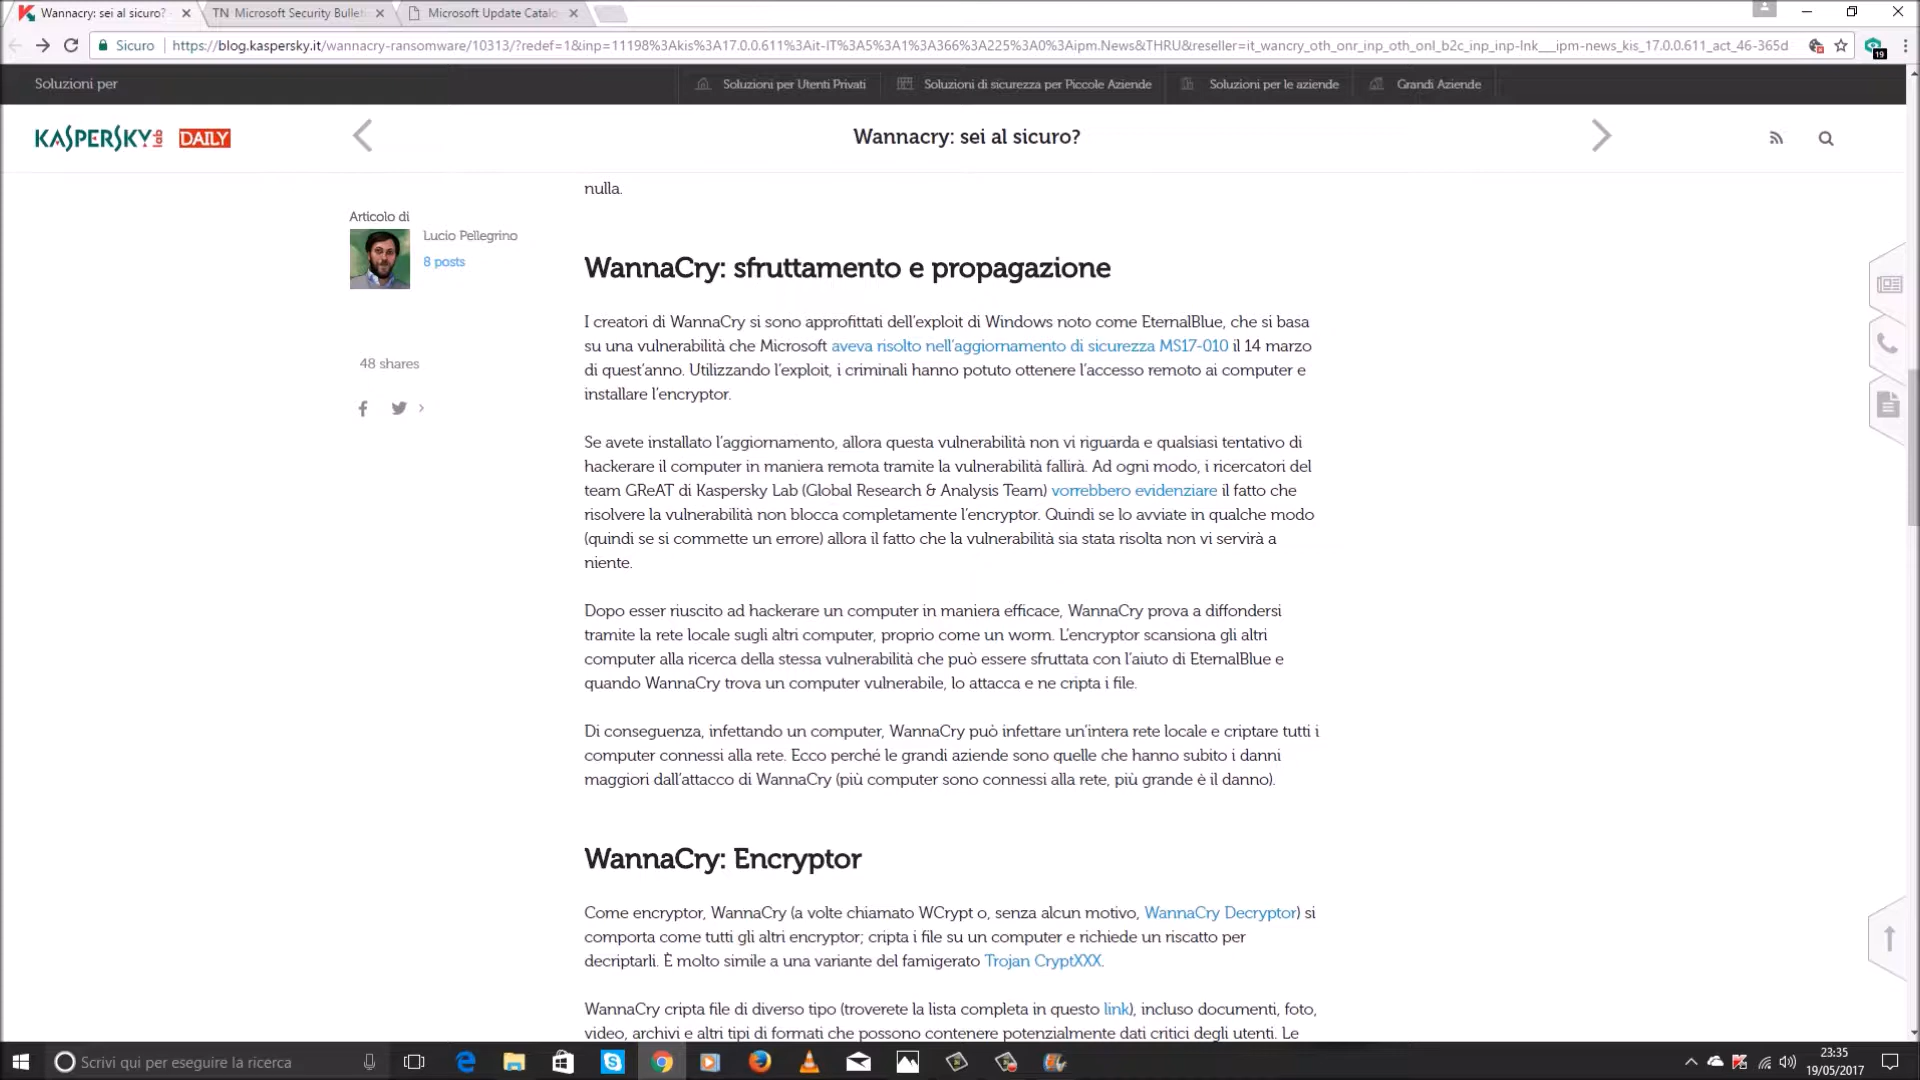 Wannacry: sei al sicuro?
TN Microsoft Security Bulleti
Microsoft Update Catalo
Sicuro
https://blog.kaspersky.it/wannacry-ransomware/10313/?redef=1&inp=11198%3Akis%3A17.0.0.611%3Ait-IT%3A5%3A1%3A366%3A225%3A0%3Aipm.News&THRU&reseller=it_wancry_oth_onr_inp_oth_onl_b2c_inp_inp-lnk___ipm-news_kis_17.0.0.611_act_46-365d
19
Soluzioni per
Soluzioni per Utenti Privati
Soluzioni di sicurezza per Piccole Aziende
Soluzioni per le aziende
Grandi Aziende
KASPERSKY lab DAILY
Wannacry: sei al sicuro?
nulla.
Articolo di
Lucio Pellegrino
8 posts
48 shares
WannaCry: sfruttamento e propagazione
I creatori di WannaCry si sono approfittati dell'exploit di Windows noto come EternalBlue, che si basa
su una vulnerabilità che Microsoft aveva risolto nell'aggiornamento di sicurezza MS17-010 il 14 marzo
di quest'anno. Utilizzando l'exploit, i criminali hanno potuto ottenere l'accesso remoto ai computer e
installare l'encryptor.
Se avete installato l'aggiornamento, allora questa vulnerabilità non vi riguarda e qualsiasi tentativo di
hackerare il computer in maniera remota tramite la vulnerabilità fallirà. Ad ogni modo, i ricercatori del
team GReAT di Kaspersky Lab (Global Research & Analysis Team) vorrebbero evidenziare il fatto che
risolvere la vulnerabilità non blocca completamente l'encryptor. Quindi se lo avviate in qualche modo
(quindi se si commette un errore) allora il fatto che la vulnerabilità sia stata risolta non vi servirà a
niente.
Dopo esser riuscito ad hackerare un computer in maniera efficace, WannaCry prova a diffondersi
tramite la rete locale sugli altri computer, proprio come un worm. L'encryptor scansiona gli altri
computer alla ricerca della stessa vulnerabilità che può essere sfruttata con l'aiuto di EternalBlue e
quando WannaCry trova un computer vulnerabile, lo attacca e ne cripta i file.
Di conseguenza, infettando un computer, WannaCry può infettare un'intera rete locale e criptare tutti i
computer connessi alla rete. Ecco perché le grandi aziende sono quelle che hanno subito i danni
maggiori dall'attacco di WannaCry (più computer sono connessi alla rete, più grande è il danno).
WannaCry: Encryptor
Come encryptor, WannaCry (a volte chiamato WCrypt o, senza alcun motivo, WannaCry Decryptor) si
comporta come tutti gli altri encryptor; cripta i file su un computer e richiede un riscatto per
decriptarli. È molto simile a una variante del famigerato Trojan CryptXXX.
WannaCry cripta file di diverso tipo (troverete la lista completa in questo link), incluso documenti, foto,
video, archivi e altri tipi di formati che possono contenere potenzialmente dati critici degli utenti. Le
Scrivi qui per eseguire la ricerca
23:35
19/05/2017